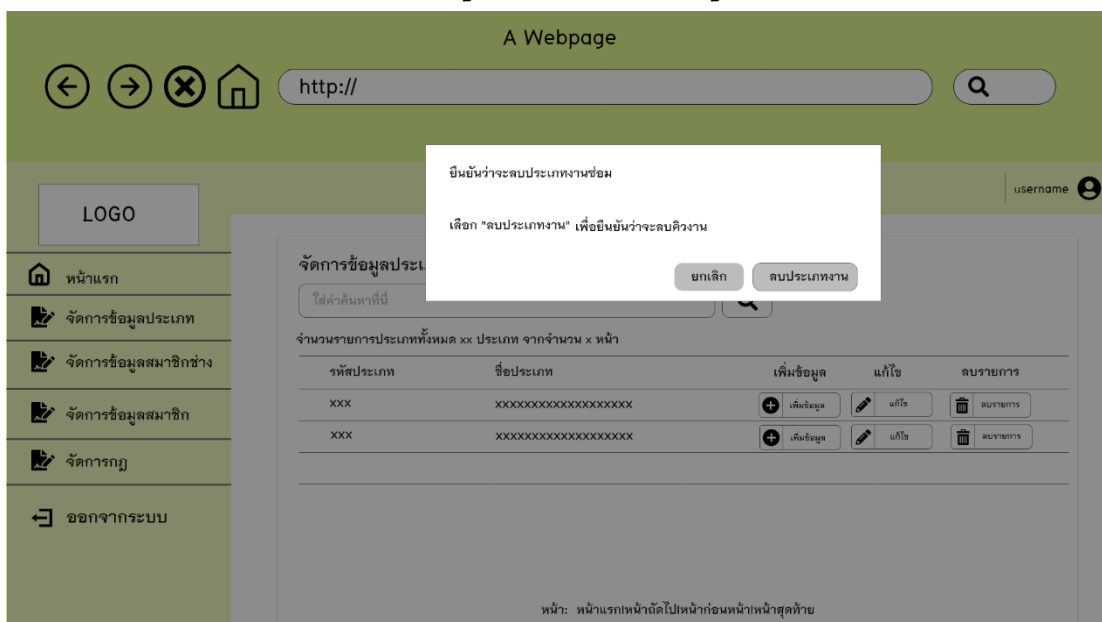 A Webpage
http://
ยืนยันว่าจะลบประเภทงานซ่อม
username
LOGO
เลือก "ลบประเภทงาน" เพื่อยืนยันว่าจะลบคิวงาน
จัดการข้อมูลประเ
ยกเลิก ลบประเภทงาน
หน้าแรก
ใส่คำค้นหาที่นี่
จัดการข้อมูลประเภท
จำนวนรายการประเภททั้งหมด xx ประเภท จากจำนวน x หน้า
จัดการข้อมูลสมาชิกช่าง
รหัสประเภท ชื่อประเภท เพิ่มข้อมูล แก้ไข ลบรายการ
xxx xxxxxxxxxxxxxxxxxxx เพิ่มข้อมูล แก้ไข ลบรายการ
จัดการข้อมูลสมาชิก
xxx xxxxxxxxxxxxxxxxxxx เพิ่มข้อมูล แก้ไข ลบรายการ
จัดการกฎ
ออกจากระบบ
หน้า: หน้าแรก|หน้าถัดไป|หน้าก่อนหน้า|หน้าสุดท้าย